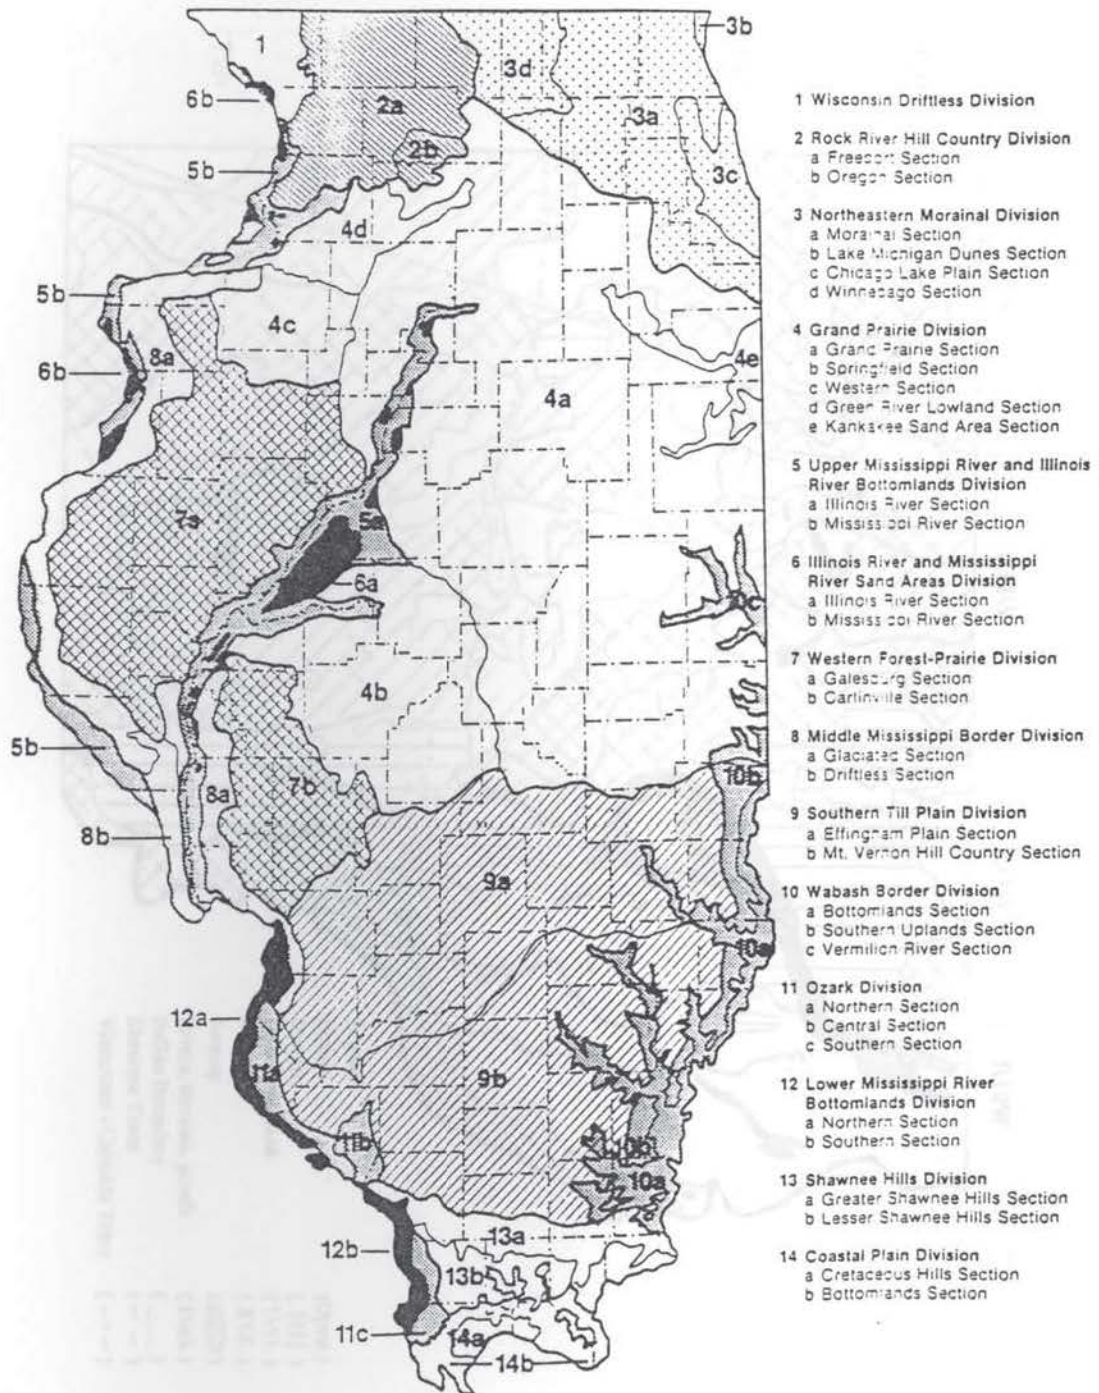 1
2a
2b
3a
3b
3c
3d
6b
5b
4d
5b
4c
8a
6b
4a
4e
7a
5a
6a
4b
5b
8a
7b
8b
10b
9a
10a
12a
11a
9b
11b
10b
10a
13a
12b
13b
11c
14a
14b
1 Wisconsin Driftless Division
2 Rock River Hill Country Division
a Freeport Section
b Oregon Section
3 Northeastern Morainal Division
a Morainal Section
b Lake Michigan Dunes Section
c Chicago Lake Plain Section
d Winnebago Section
4 Grand Prairie Division
a Grand Prairie Section
b Springfield Section
c Western Section
d Green River Lowland Section
e Kankakee Sand Area Section
5 Upper Mississippi River and Illinois
River Bottomlands Division
a Illinois River Section
b Mississippi River Section
6 Illinois River and Mississippi
River Sand Areas Division
a Illinois River Section
b Mississippi River Section
7 Western Forest-Prairie Division
a Galesburg Section
b Carlinville Section
8 Middle Mississippi Border Division
a Glaciated Section
b Driftless Section
9 Southern Till Plain Division
a Effingham Plain Section
b Mt. Vernon Hill Country Section
10 Wabash Border Division
a Bottomlands Section
b Southern Uplands Section
c Vermilion River Section
11 Ozark Division
a Northern Section
b Central Section
c Southern Section
12 Lower Mississippi River
Bottomlands Division
a Northern Section
b Southern Section
13 Shawnee Hills Division
a Greater Shawnee Hills Section
b Lesser Shawnee Hills Section
14 Coastal Plain Division
a Cretaceous Hills Section
b Bottomlands Section